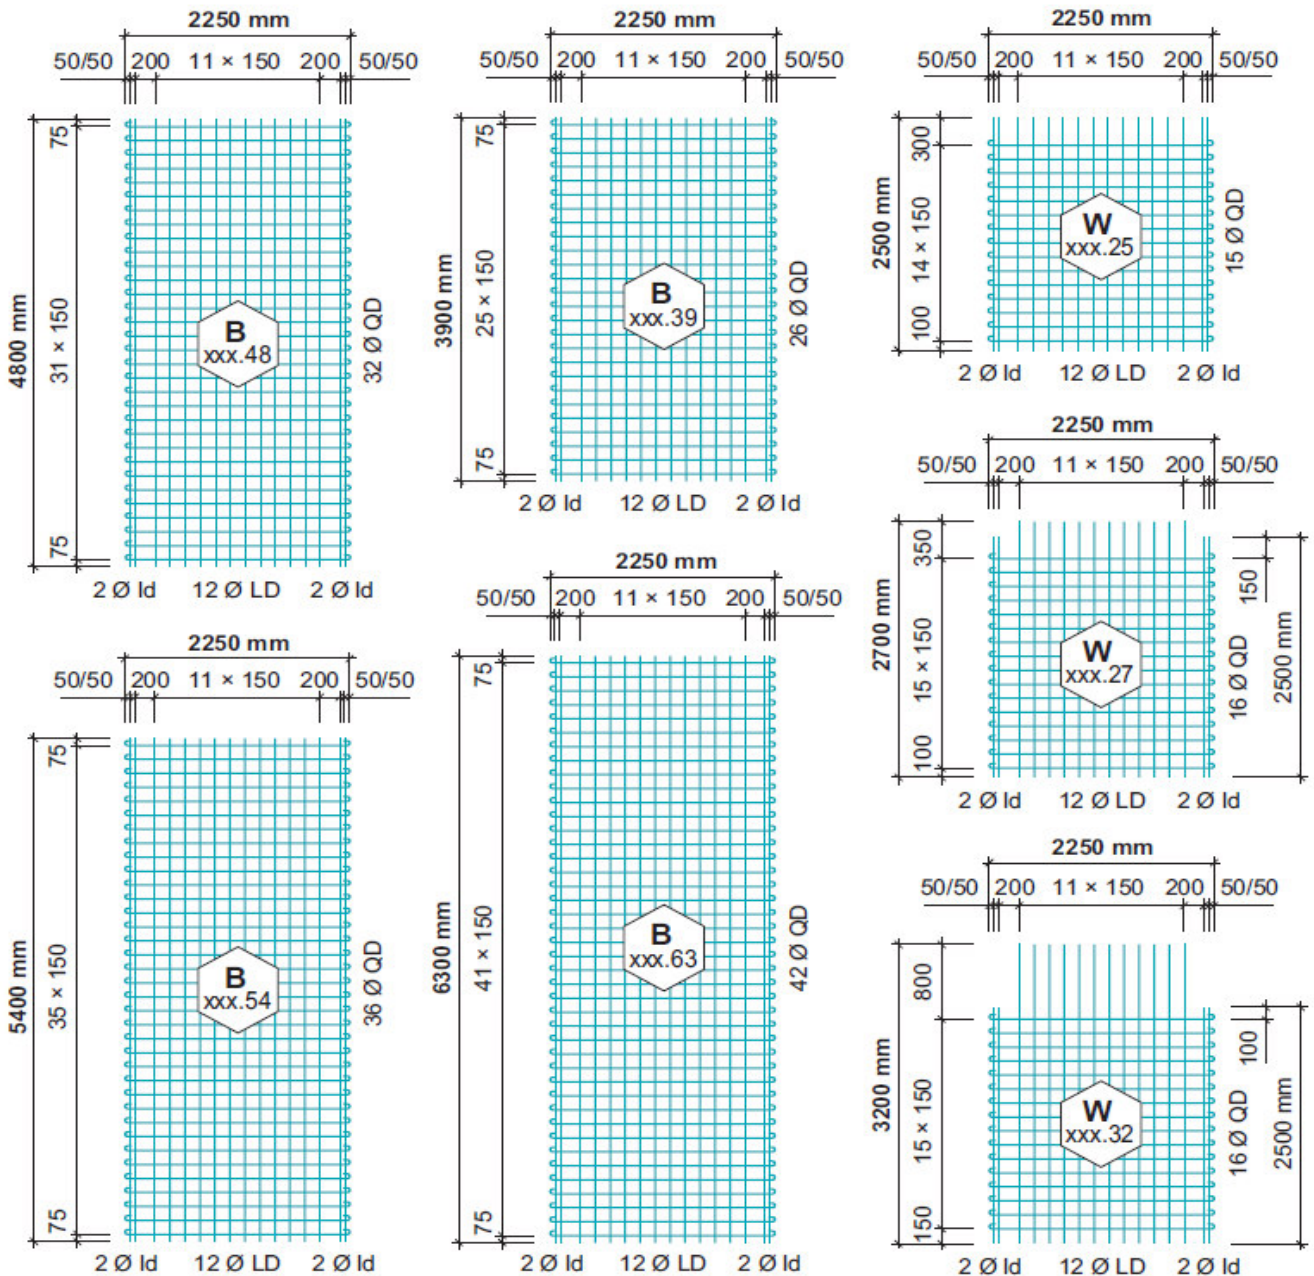 2250 mm
50/50 200 11 × 150 200 50/50
75
4800 mm
31 × 150
B
xxx.48
32 Ø QD
75
2 Ø ld 12 Ø LD 2 Ø ld
2250 mm
50/50 200 11 × 150 200 50/50
75
5400 mm
35 × 150
B
xxx.54
36 Ø QD
75
2 Ø ld 12 Ø LD 2 Ø ld
2250 mm
50/50 200 11 × 150 200 50/50
75
3900 mm
25 × 150
B
xxx.39
26 Ø QD
75
2 Ø ld 12 Ø LD 2 Ø ld
2250 mm
50/50 200 11 × 150 200 50/50
75
6300 mm
41 × 150
B
xxx.63
42 Ø QD
75
2 Ø ld 12 Ø LD 2 Ø ld
2250 mm
50/50 200 11 × 150 200 50/50
300
2500 mm
14 × 150
W
xxx.25
15 Ø QD
100
2 Ø ld 12 Ø LD 2 Ø ld
2250 mm
50/50 200 11 × 150 200 50/50
350
150
2700 mm
15 × 150
W
xxx.27
16 Ø QD
2500 mm
100
2 Ø ld 12 Ø LD 2 Ø ld
2250 mm
50/50 200 11 × 150 200 50/50
800
100
3200 mm
15 × 150
W
xxx.32
16 Ø QD
2500 mm
150
2 Ø ld 12 Ø LD 2 Ø ld